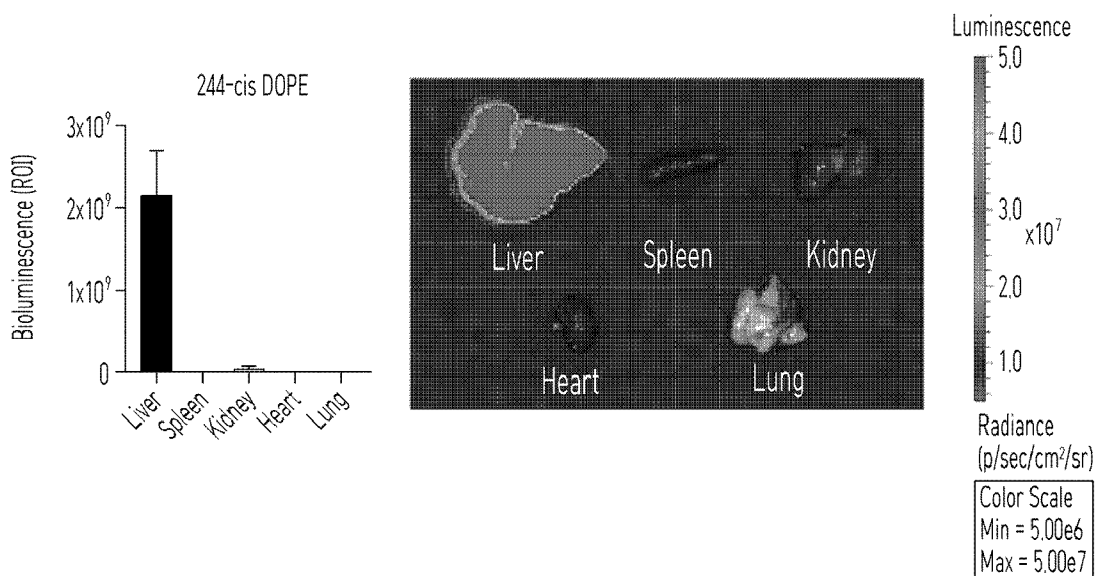 244-cis DOPE
Bioluminescence (ROI)
3x10⁹
2x10⁹
1x10⁹
0
Liver
Spleen
Kidney
Heart
Lung
Liver
Spleen
Kidney
Heart
Lung
Luminescence
5,0
4,0
3,0
x10⁷
2,0
1,0
Radiance
(p/sec/cm²/sr)
Color Scale
Min = 5.00e6
Max = 5.00e7